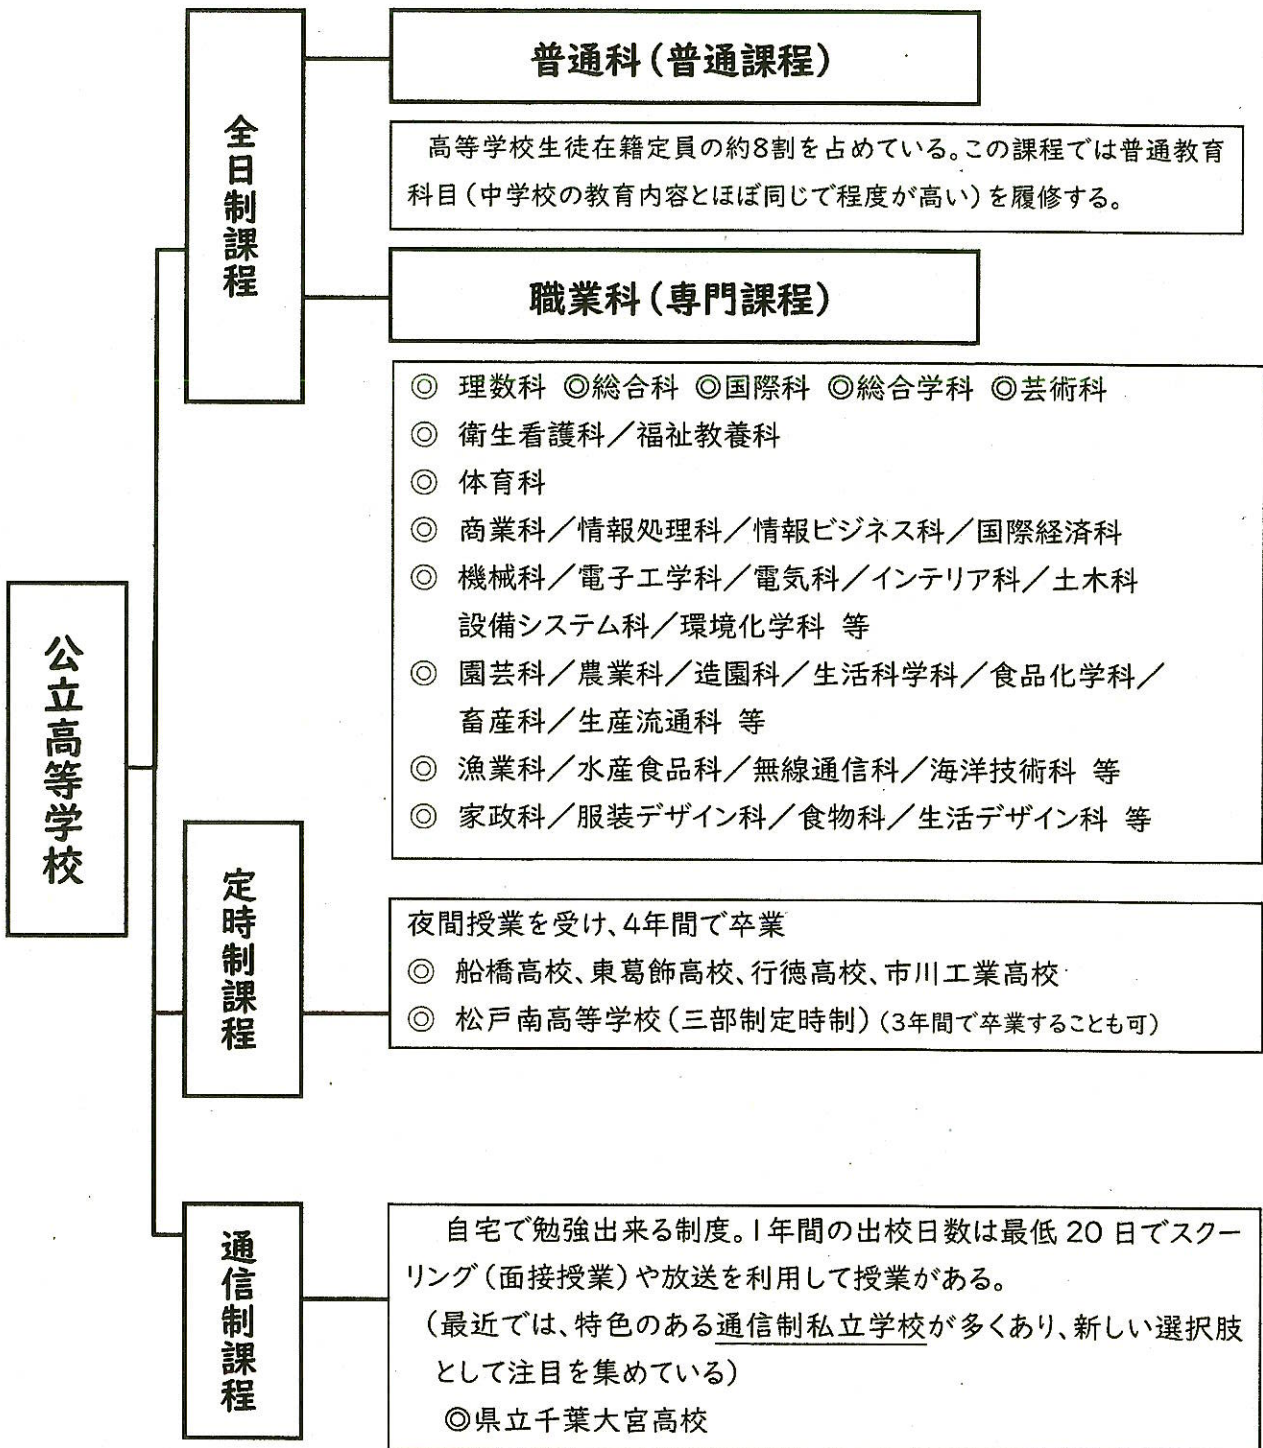 公立高等学校
全日制課程
普通科(普通課程)
高等学校生徒在籍定員の約8割を占めている。この課程では普通教育
科目(中学校の教育内容とほぼ同じで程度が高い)を履修する。
職業科(専門課程)
◎ 理数科 ◎総合科 ◎国際科 ◎総合学科 ◎芸術科
◎ 衛生看護科/福祉教養科
◎ 体育科
◎ 商業科/情報処理科/情報ビジネス科/国際経済科
◎ 機械科/電子工学科/電気科/インテリア科/土木科
設備システム科/環境化学科 等
◎ 園芸科/農業科/造園科/生活科学科/食品化学科/
畜産科/生産流通科 等
◎ 漁業科/水産食品科/無線通信科/海洋技術科 等
◎ 家政科/服装デザイン科/食物科/生活デザイン科 等
定時制課程
夜間授業を受け、4年間で卒業
◎ 船橋高校、東葛飾高校、行徳高校、市川工業高校
◎ 松戸南高等学校(三部制定時制)(3年間で卒業することも可)
通信制課程
自宅で勉強出来る制度。1年間の出校日数は最低 20 日でスクー
リング(面接授業)や放送を利用して授業がある。
(最近では、特色のある通信制私立学校が多くあり、新しい選択肢
として注目を集めている)
◎県立千葉大宮高校